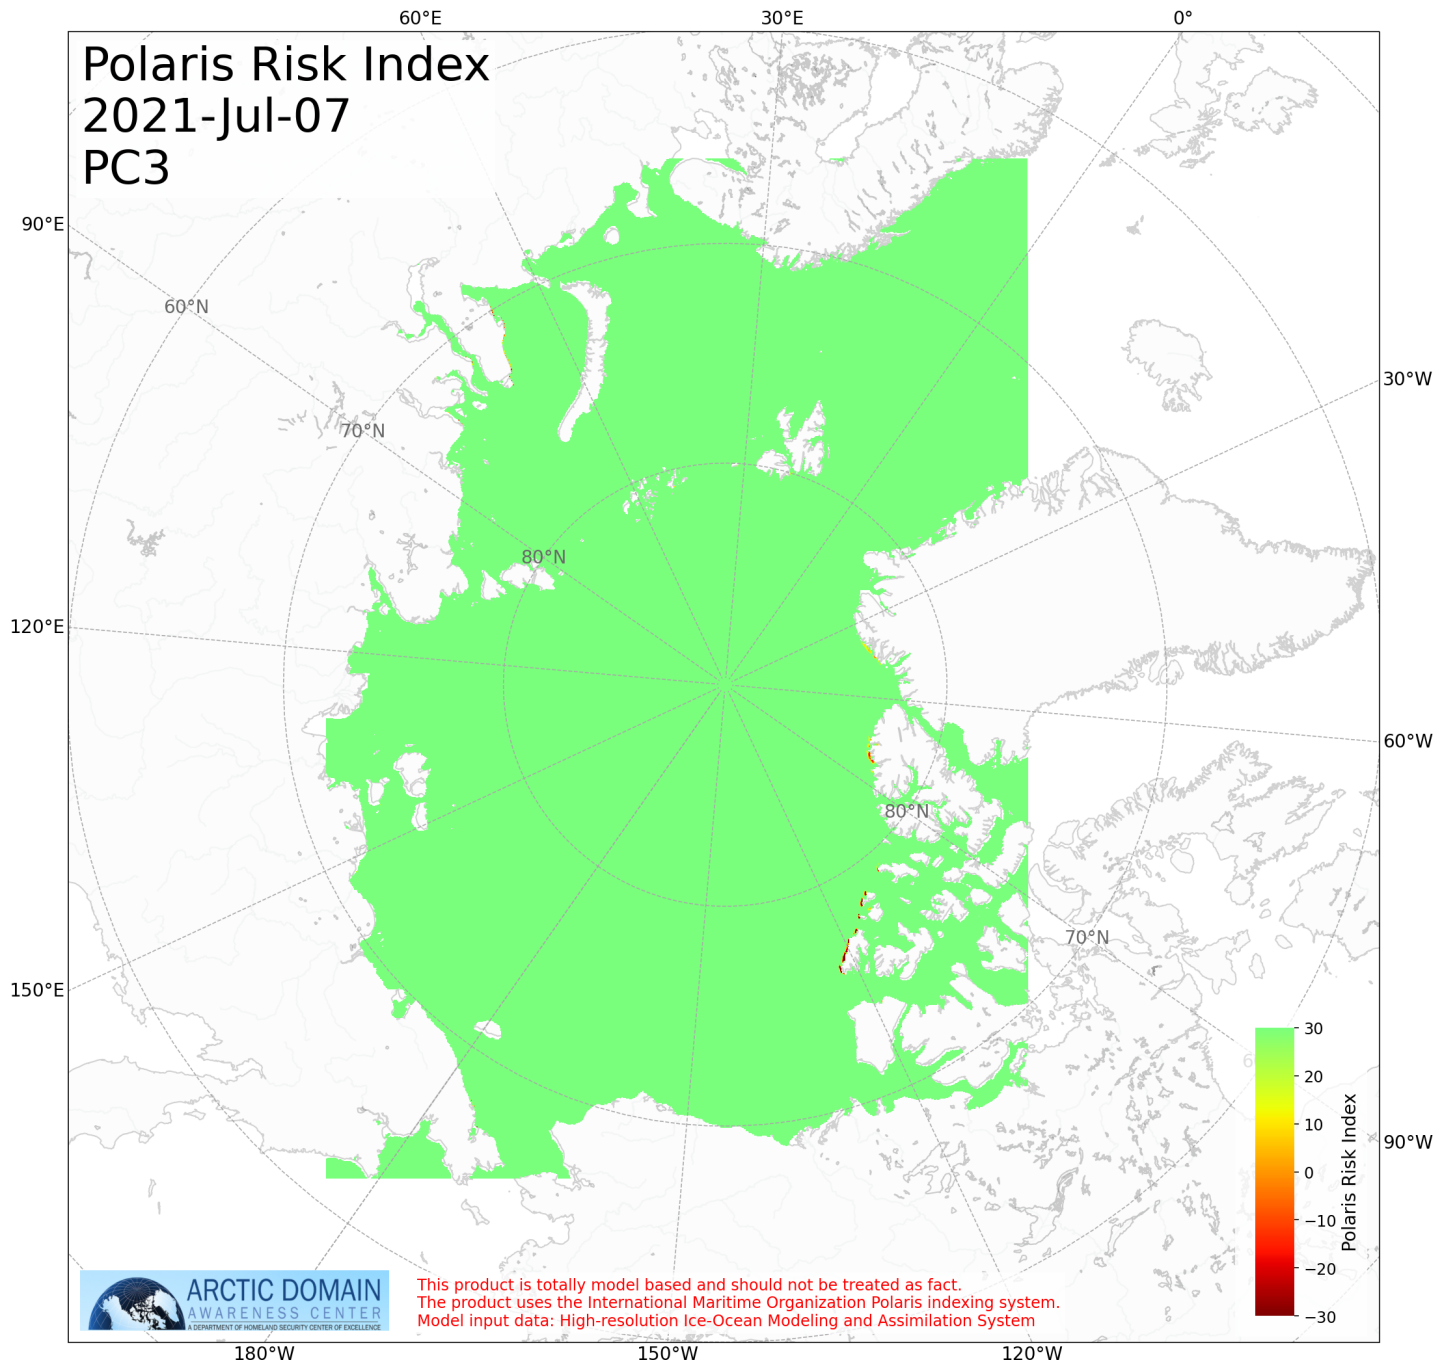 60°E 30°E 0°
Polaris Risk Index
2021-Jul-07
PC3
90°E
60°N
30°W
70°N
80°N
120°E
60°W
80°N
70°N
150°E
30
20
10
0
−10
−20
−30
Polaris Risk Index
90°W
ARCTIC DOMAIN
AWARENESS CENTER
A DEPARTMENT OF HOMELAND SECURITY CENTER OF EXCELLENCE
This product is totally model based and should not be treated as fact.
The product uses the International Maritime Organization Polaris indexing system.
Model input data: High-resolution Ice-Ocean Modeling and Assimilation System
180°W 150°W 120°W